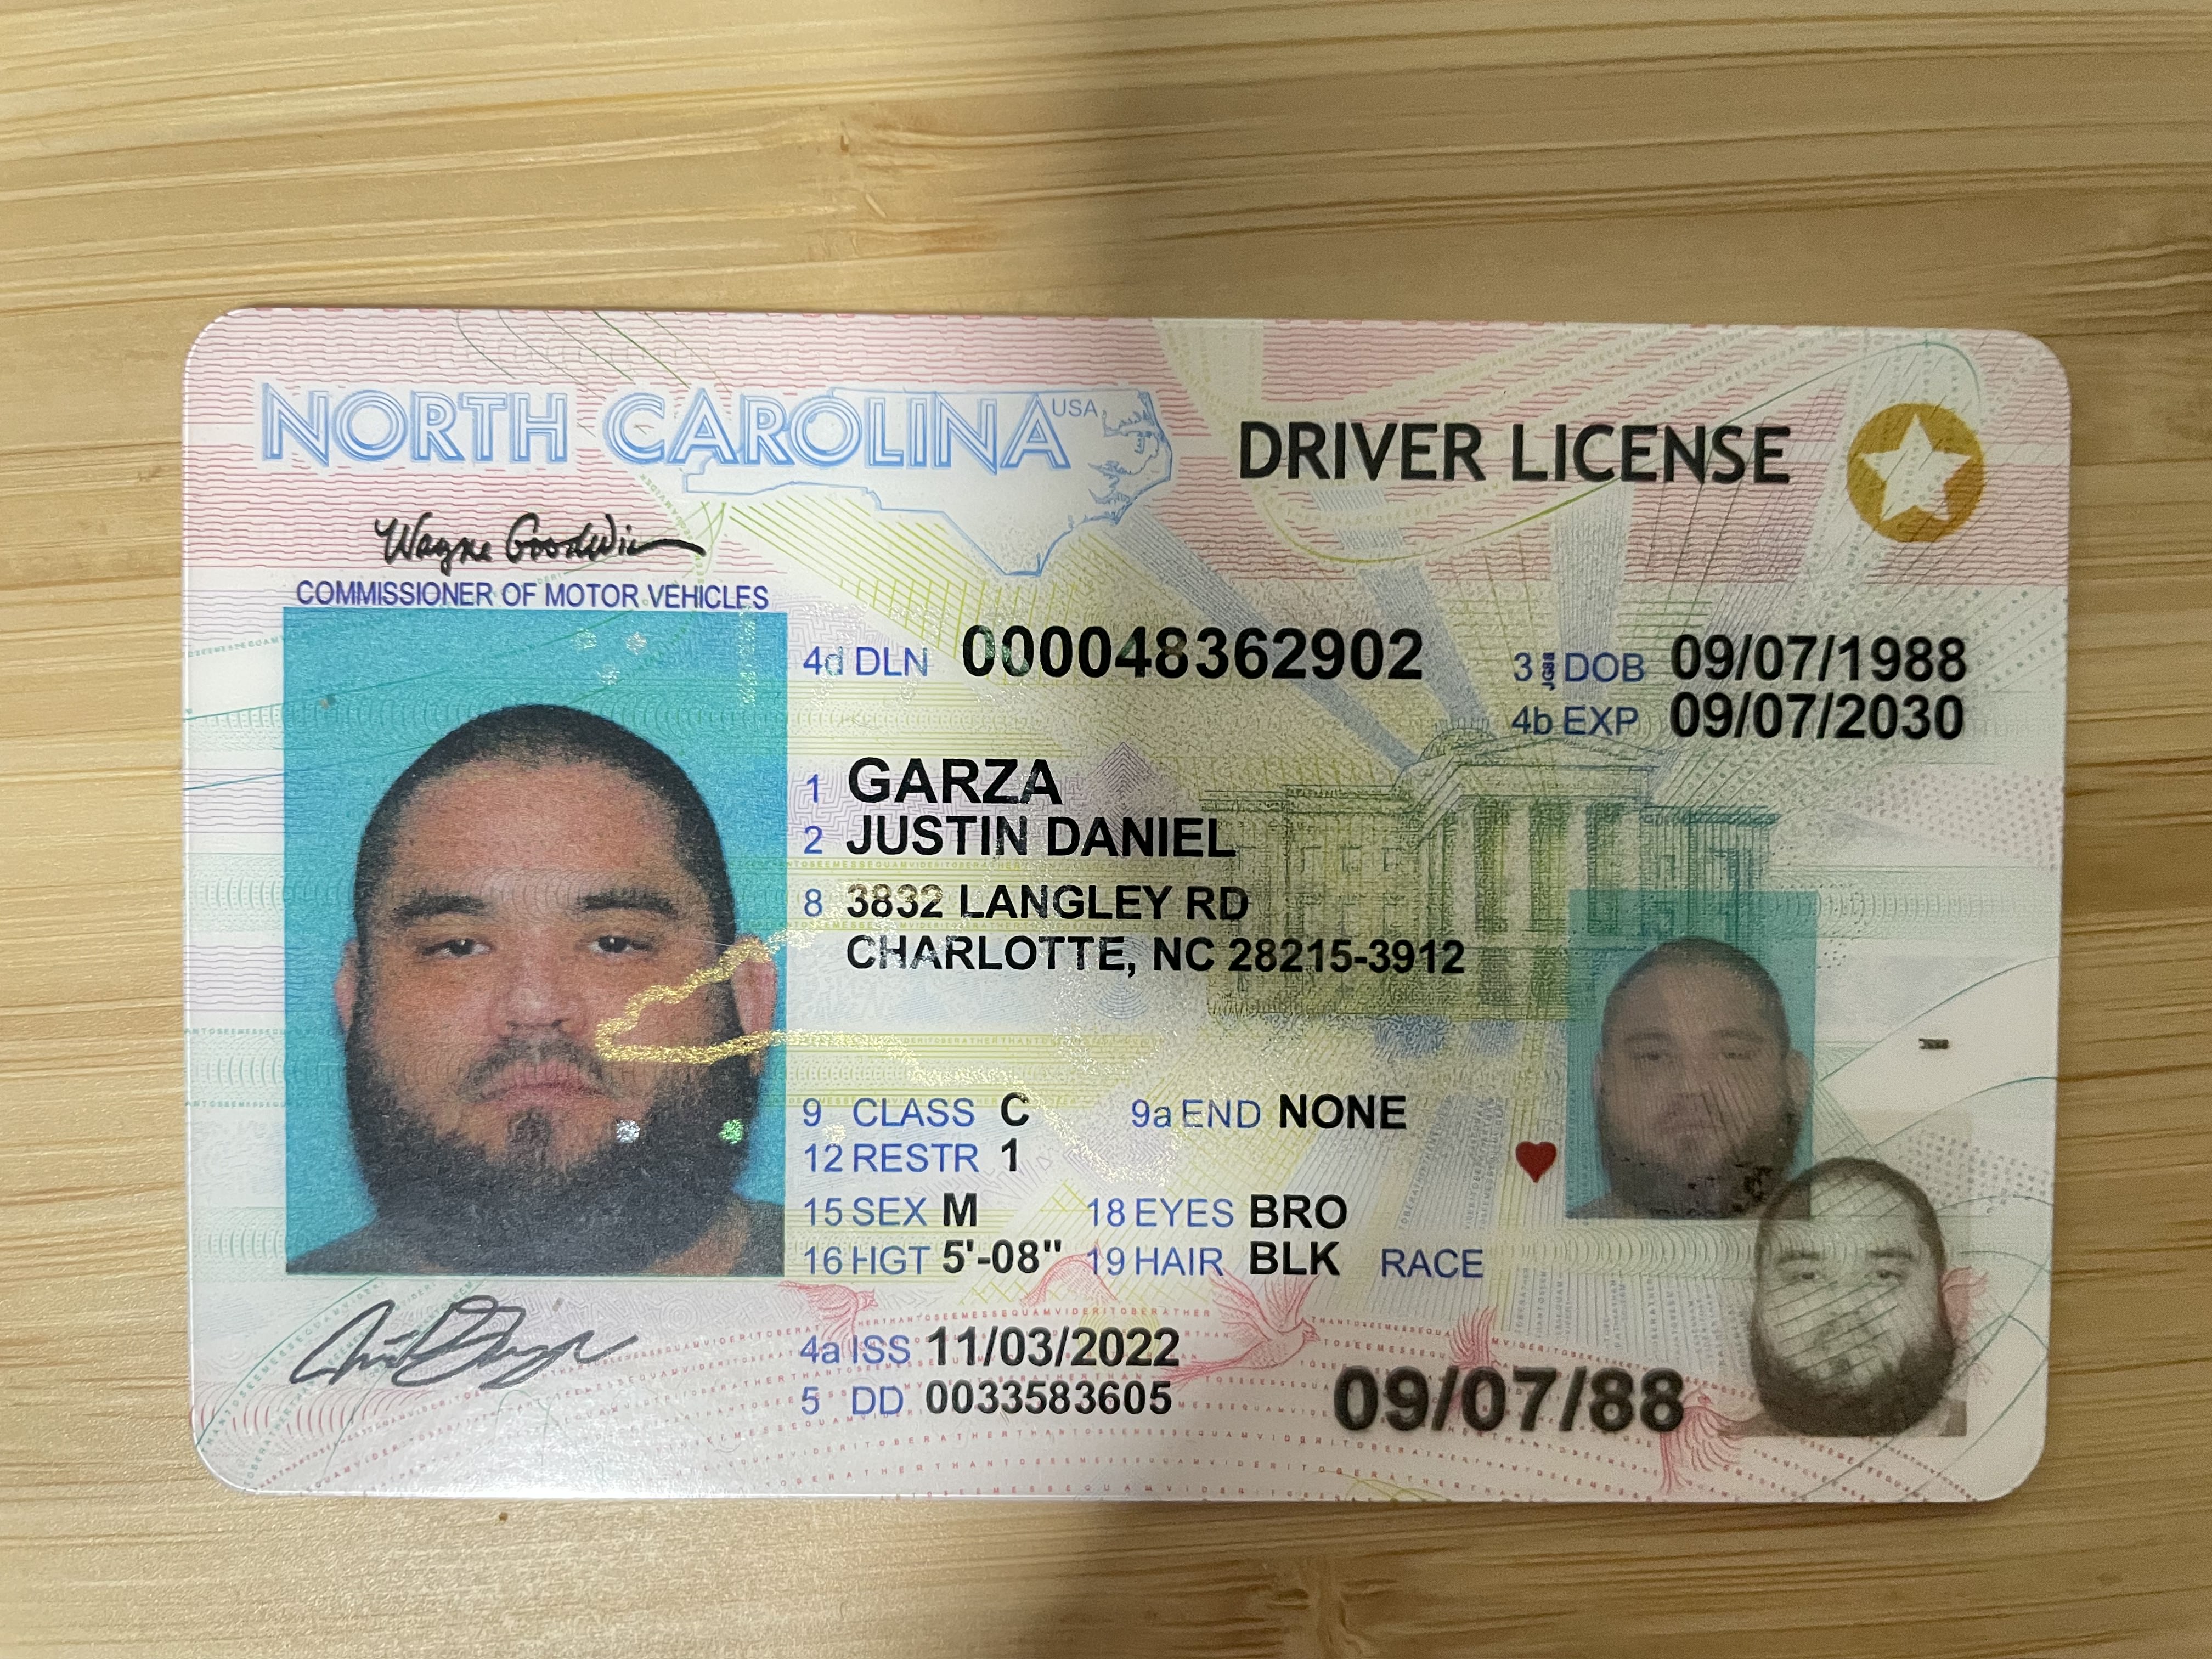 NORTH CAROLINA USA DRIVER LICENSE
Wayne Goodwin
COMMISSIONER OF MOTOR VEHICLES
4d DLN 000048362902
3 DOB 09/07/1988
JG88
4b EXP 09/07/2030
1 GARZA
2 JUSTIN DANIEL
8 3832 LANGLEY RD
CHARLOTTE, NC 28215-3912
9 CLASS C 9a END NONE
12 RESTR 1
15 SEX M 18 EYES BRO
16 HGT 5'-08" 19 HAIR BLK RACE
4a ISS 11/03/2022
5 DD 0033583605
09/07/88